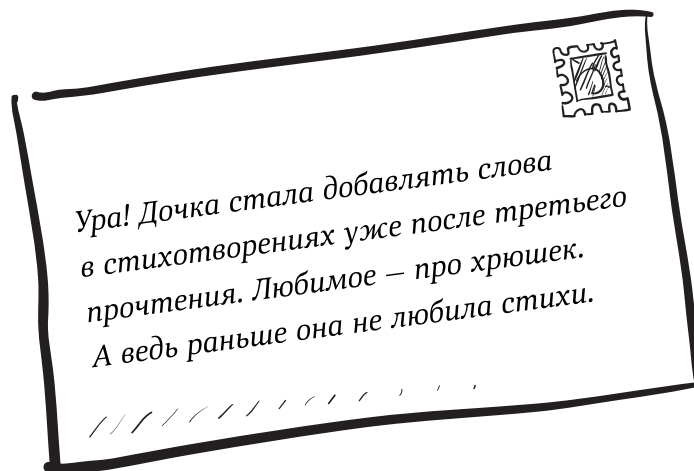 Ура! Дочка стала добавлять слова
в стихотворениях уже после третьего
прочтения. Любимое – про хрюшек.
А ведь раньше она не любила стихи.